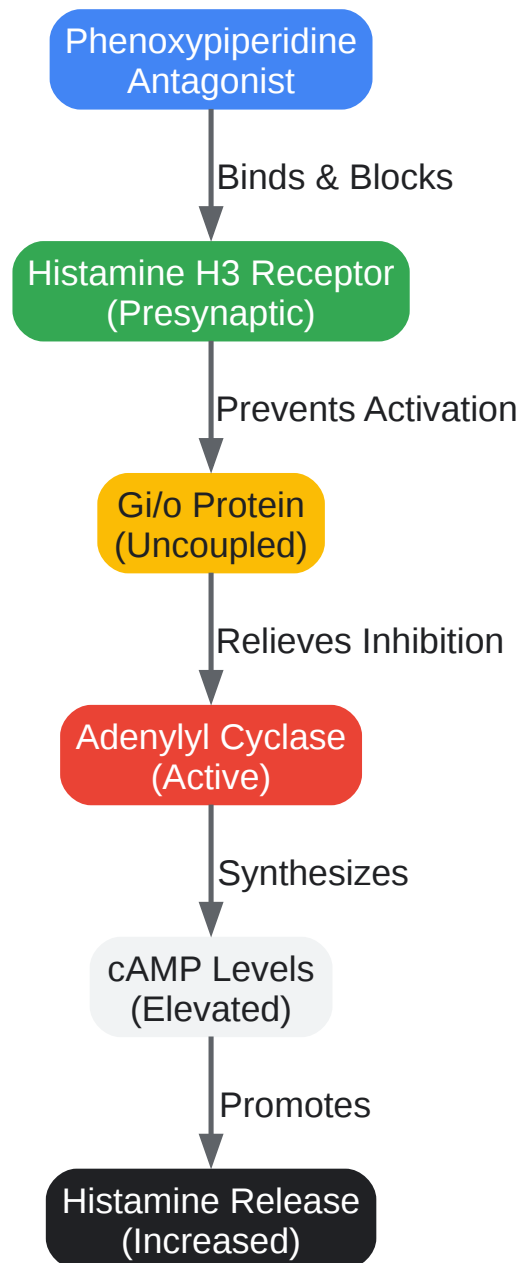 Phenoxypiperidine
Antagonist
Binds & Blocks
Histamine H3 Receptor
(Presynaptic)
Prevents Activation
Gi/o Protein
(Uncoupled)
Relieves Inhibition
Adenylyl Cyclase
(Active)
Synthesizes
cAMP Levels
(Elevated)
Promotes
Histamine Release
(Increased)